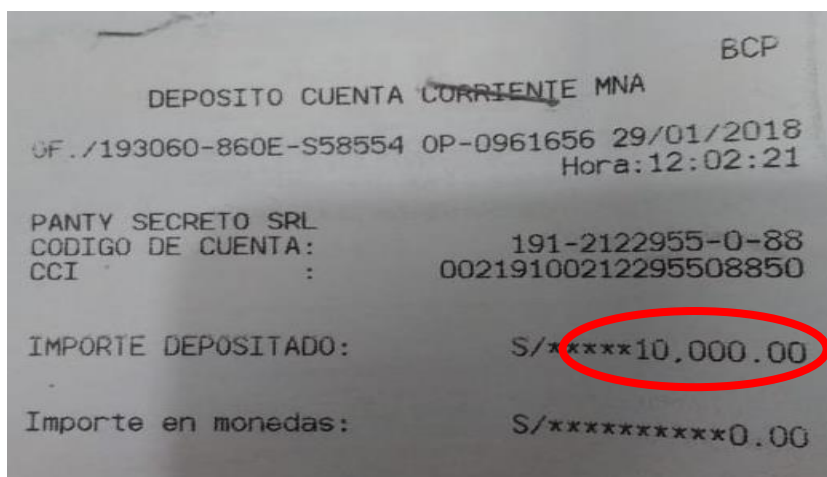 BCP
DEPOSITO CUENTA CORRIENTE MNA
OF./193060-860E-S58554 OP-0961656 29/01/2018
Hora:12:02:21
PANTY SECRETO SRL
CODIGO DE CUENTA: 191-2122955-0-88
CCI : 00219100212295508850
IMPORTE DEPOSITADO: S/*****10,000.00
Importe en monedas: S/**********0.00